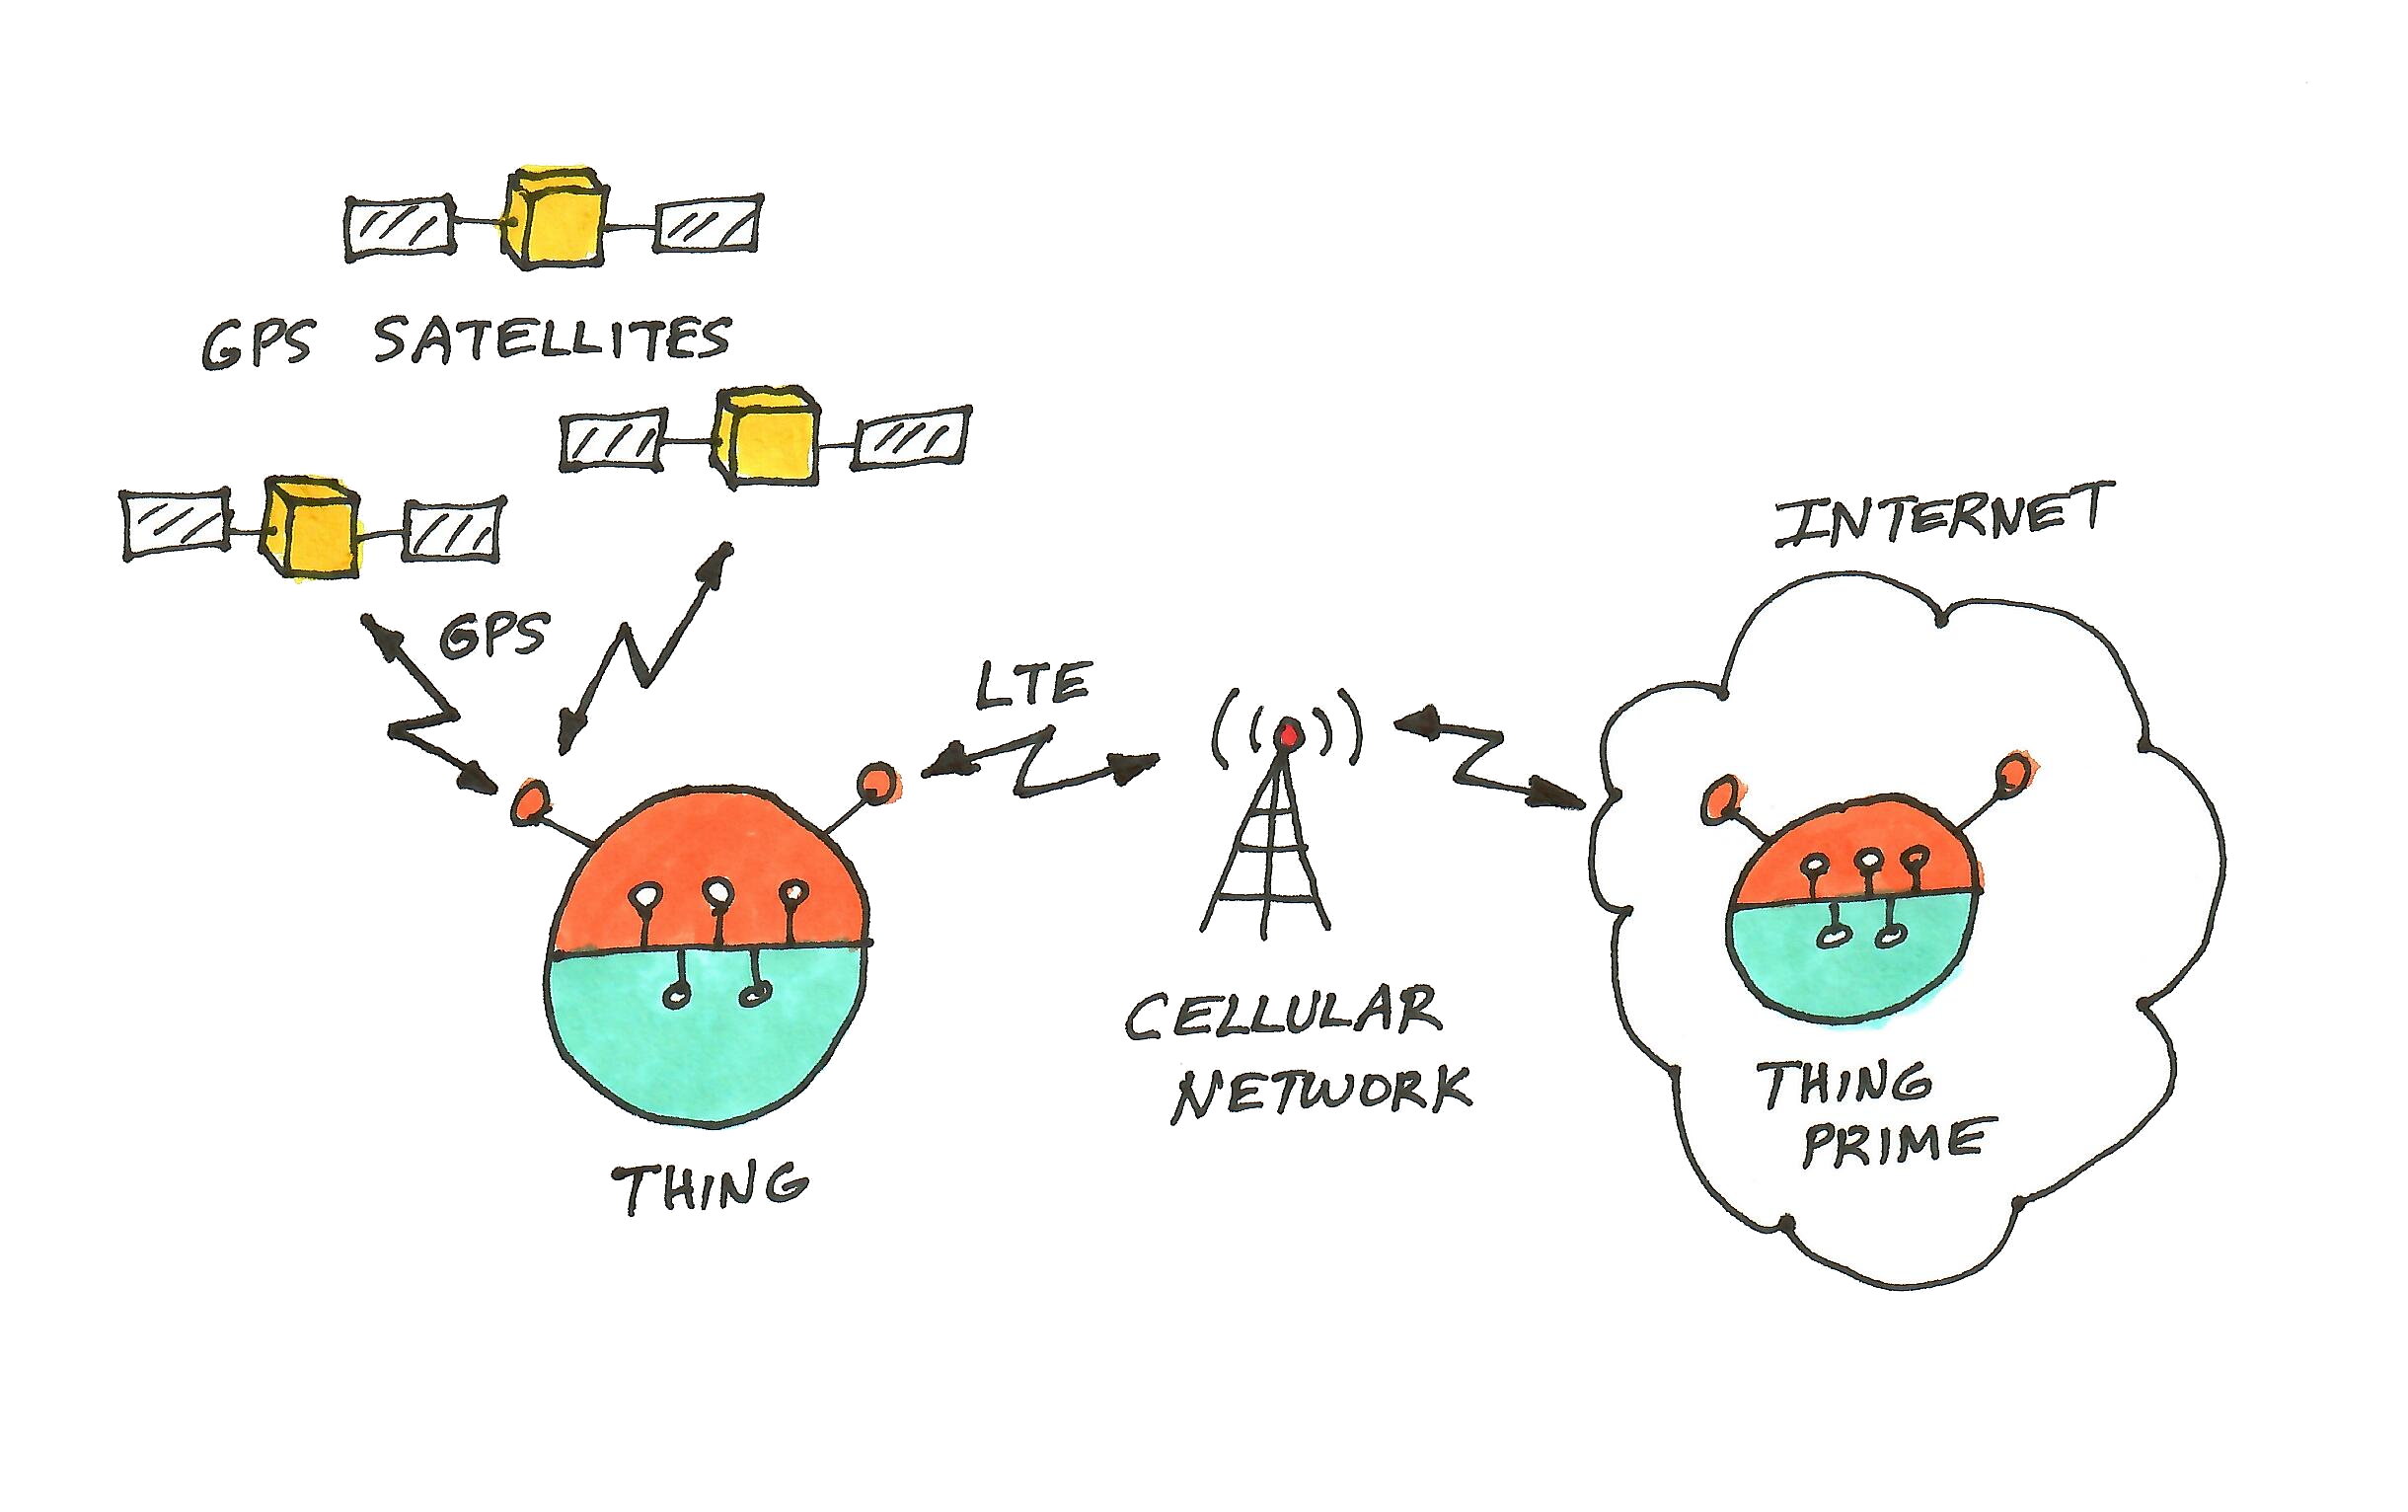 GPS SATELLITES
GPS
LTE
INTERNET
CELLULAR
NETWORK
THING
THING
PRIME